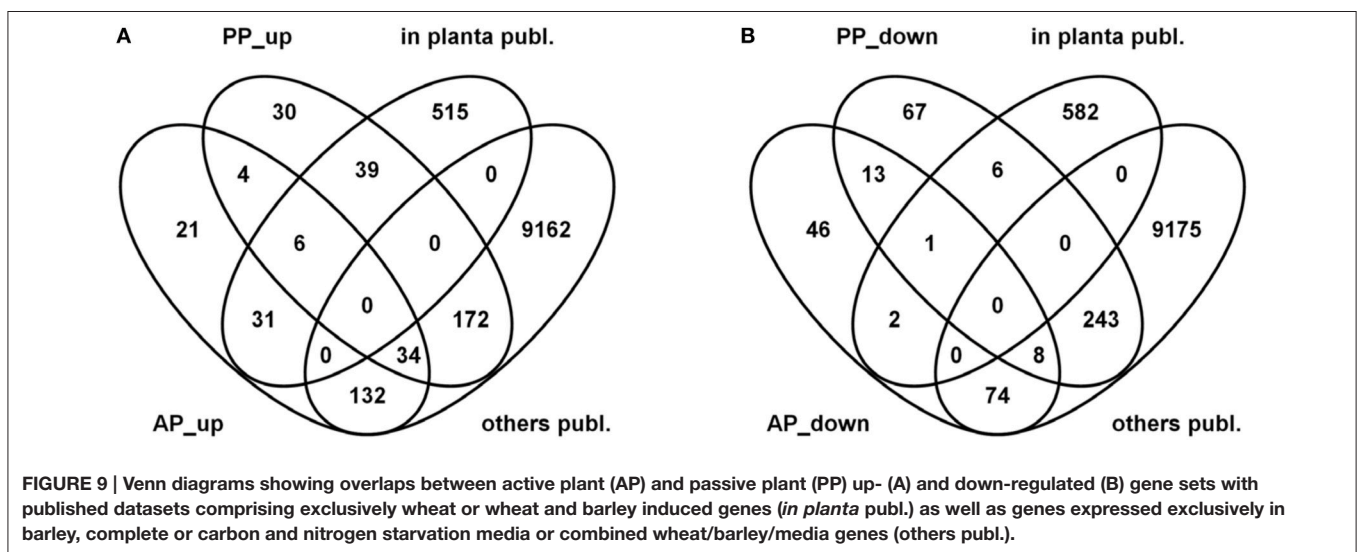 A PP_up in planta publ.
30 515
4 39 0
21 6 0 9162
31 0 172
0 34
132
AP_up others publ.
B PP_down in planta publ.
67 582
13 6 0
46 1 0 9175
2 0 243
0 8
74
AP_down others publ.
FIGURE 9 | Venn diagrams showing overlaps between active plant (AP) and passive plant (PP) up- (A) and down-regulated (B) gene sets with
published datasets comprising exclusively wheat or wheat and barley induced genes (in planta publ.) as well as genes expressed exclusively in
barley, complete or carbon and nitrogen starvation media or combined wheat/barley/media genes (others publ.).